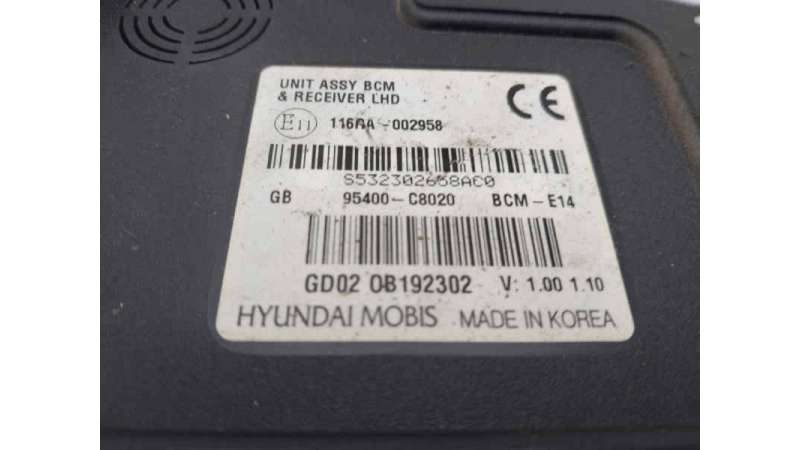 UNIT ASSY BCM
& RECEIVER LHD
E11 116RA-002958
S532302658AC0
GB 95400-C8020 BCM-E14
GD02 0B192302 V: 1.00 1.10
HYUNDAI MOBIS MADE IN KOREA